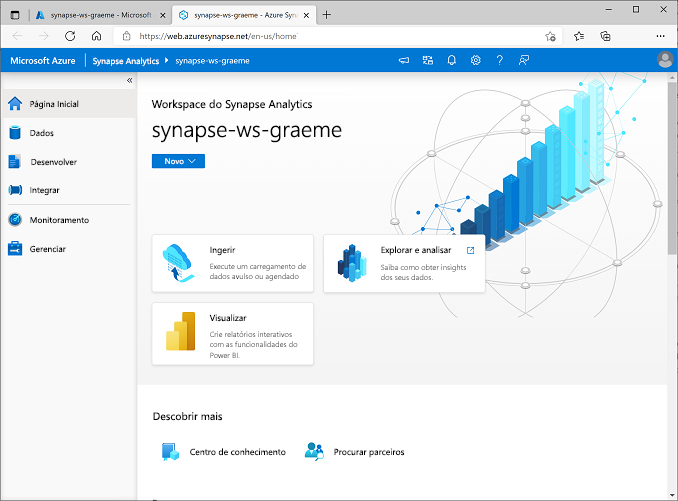 synapse-ws-graeme - Microsoft
synapse-ws-graeme - Azure Syna
https://web.azuresynapse.net/en-us/home
Microsoft Azure
Synapse Analytics
synapse-ws-graeme
Página Inicial
Dados
Desenvolver
Integrar
Monitoramento
Gerenciar
Workspace do Synapse Analytics
synapse-ws-graeme
Novo
Ingerir
Execute um carregamento de
dados avulso ou agendado
Explorar e analisar
Saiba como obter insights
dos seus dados.
Visualizar
Crie relatórios interativos
com as funcionalidades do
Power BI.
Descobrir mais
Centro de conhecimento
Procurar parceiros